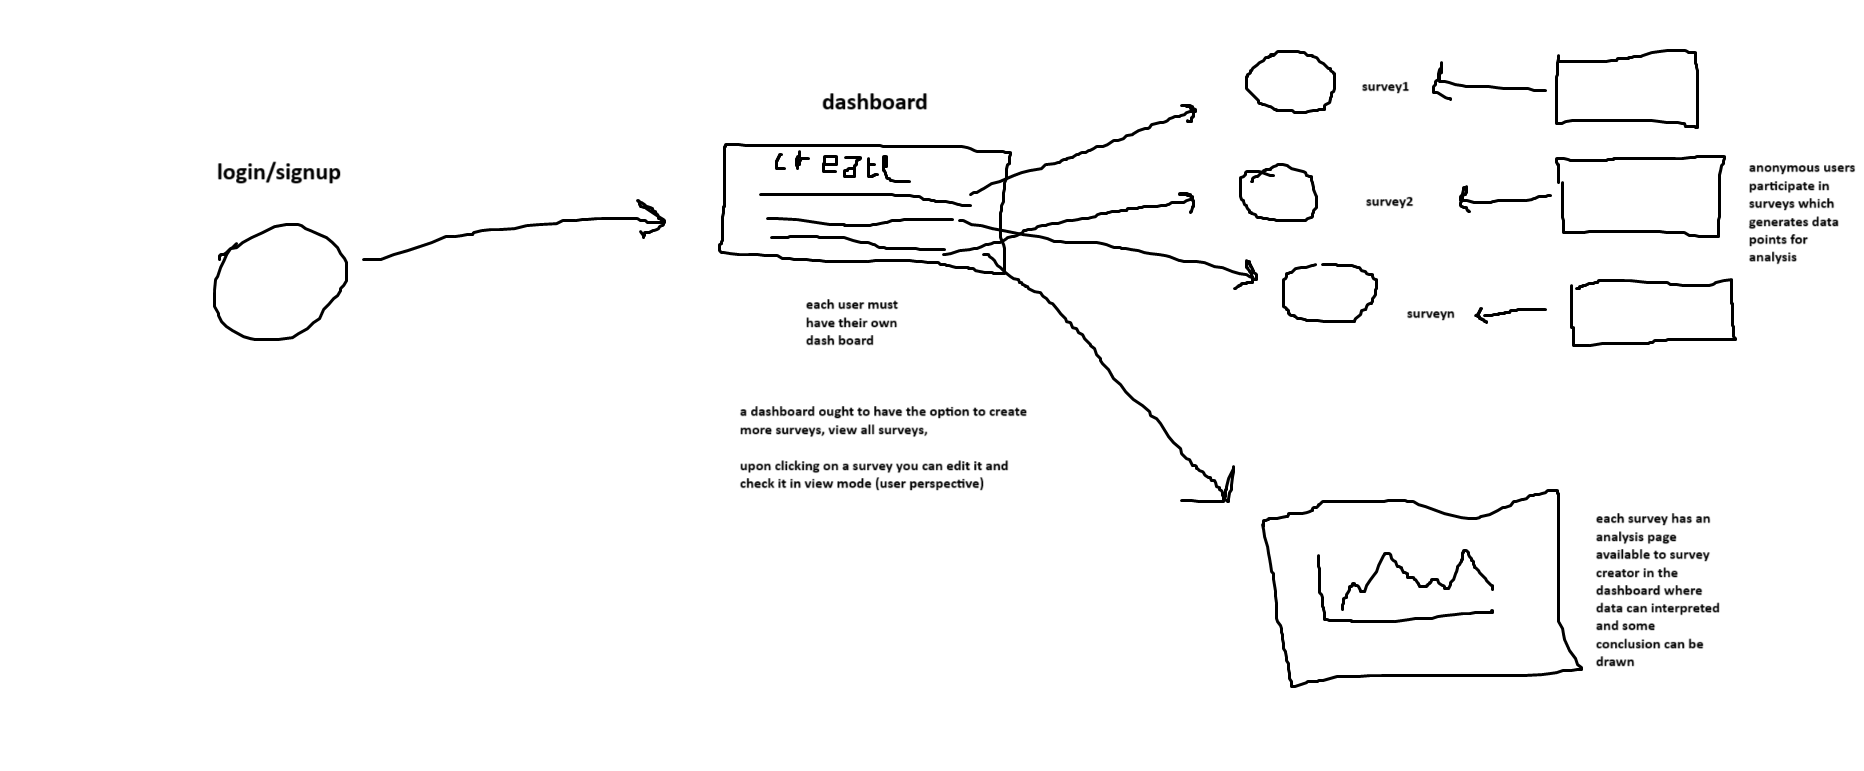 login/signup
dashboard
create
each user must
have their own
dash board
a dashboard ought to have the option to create
more surveys, view all surveys,
upon clicking on a survey you can edit it and
check it in view mode (user perspective)
survey1
survey2
surveyn
anonymous users
participate in
surveys which
generates data
points for
analysis
each survey has an
analysis page
available to survey
creator in the
dashboard where
data can interpreted
and some
conclusion can be
drawn